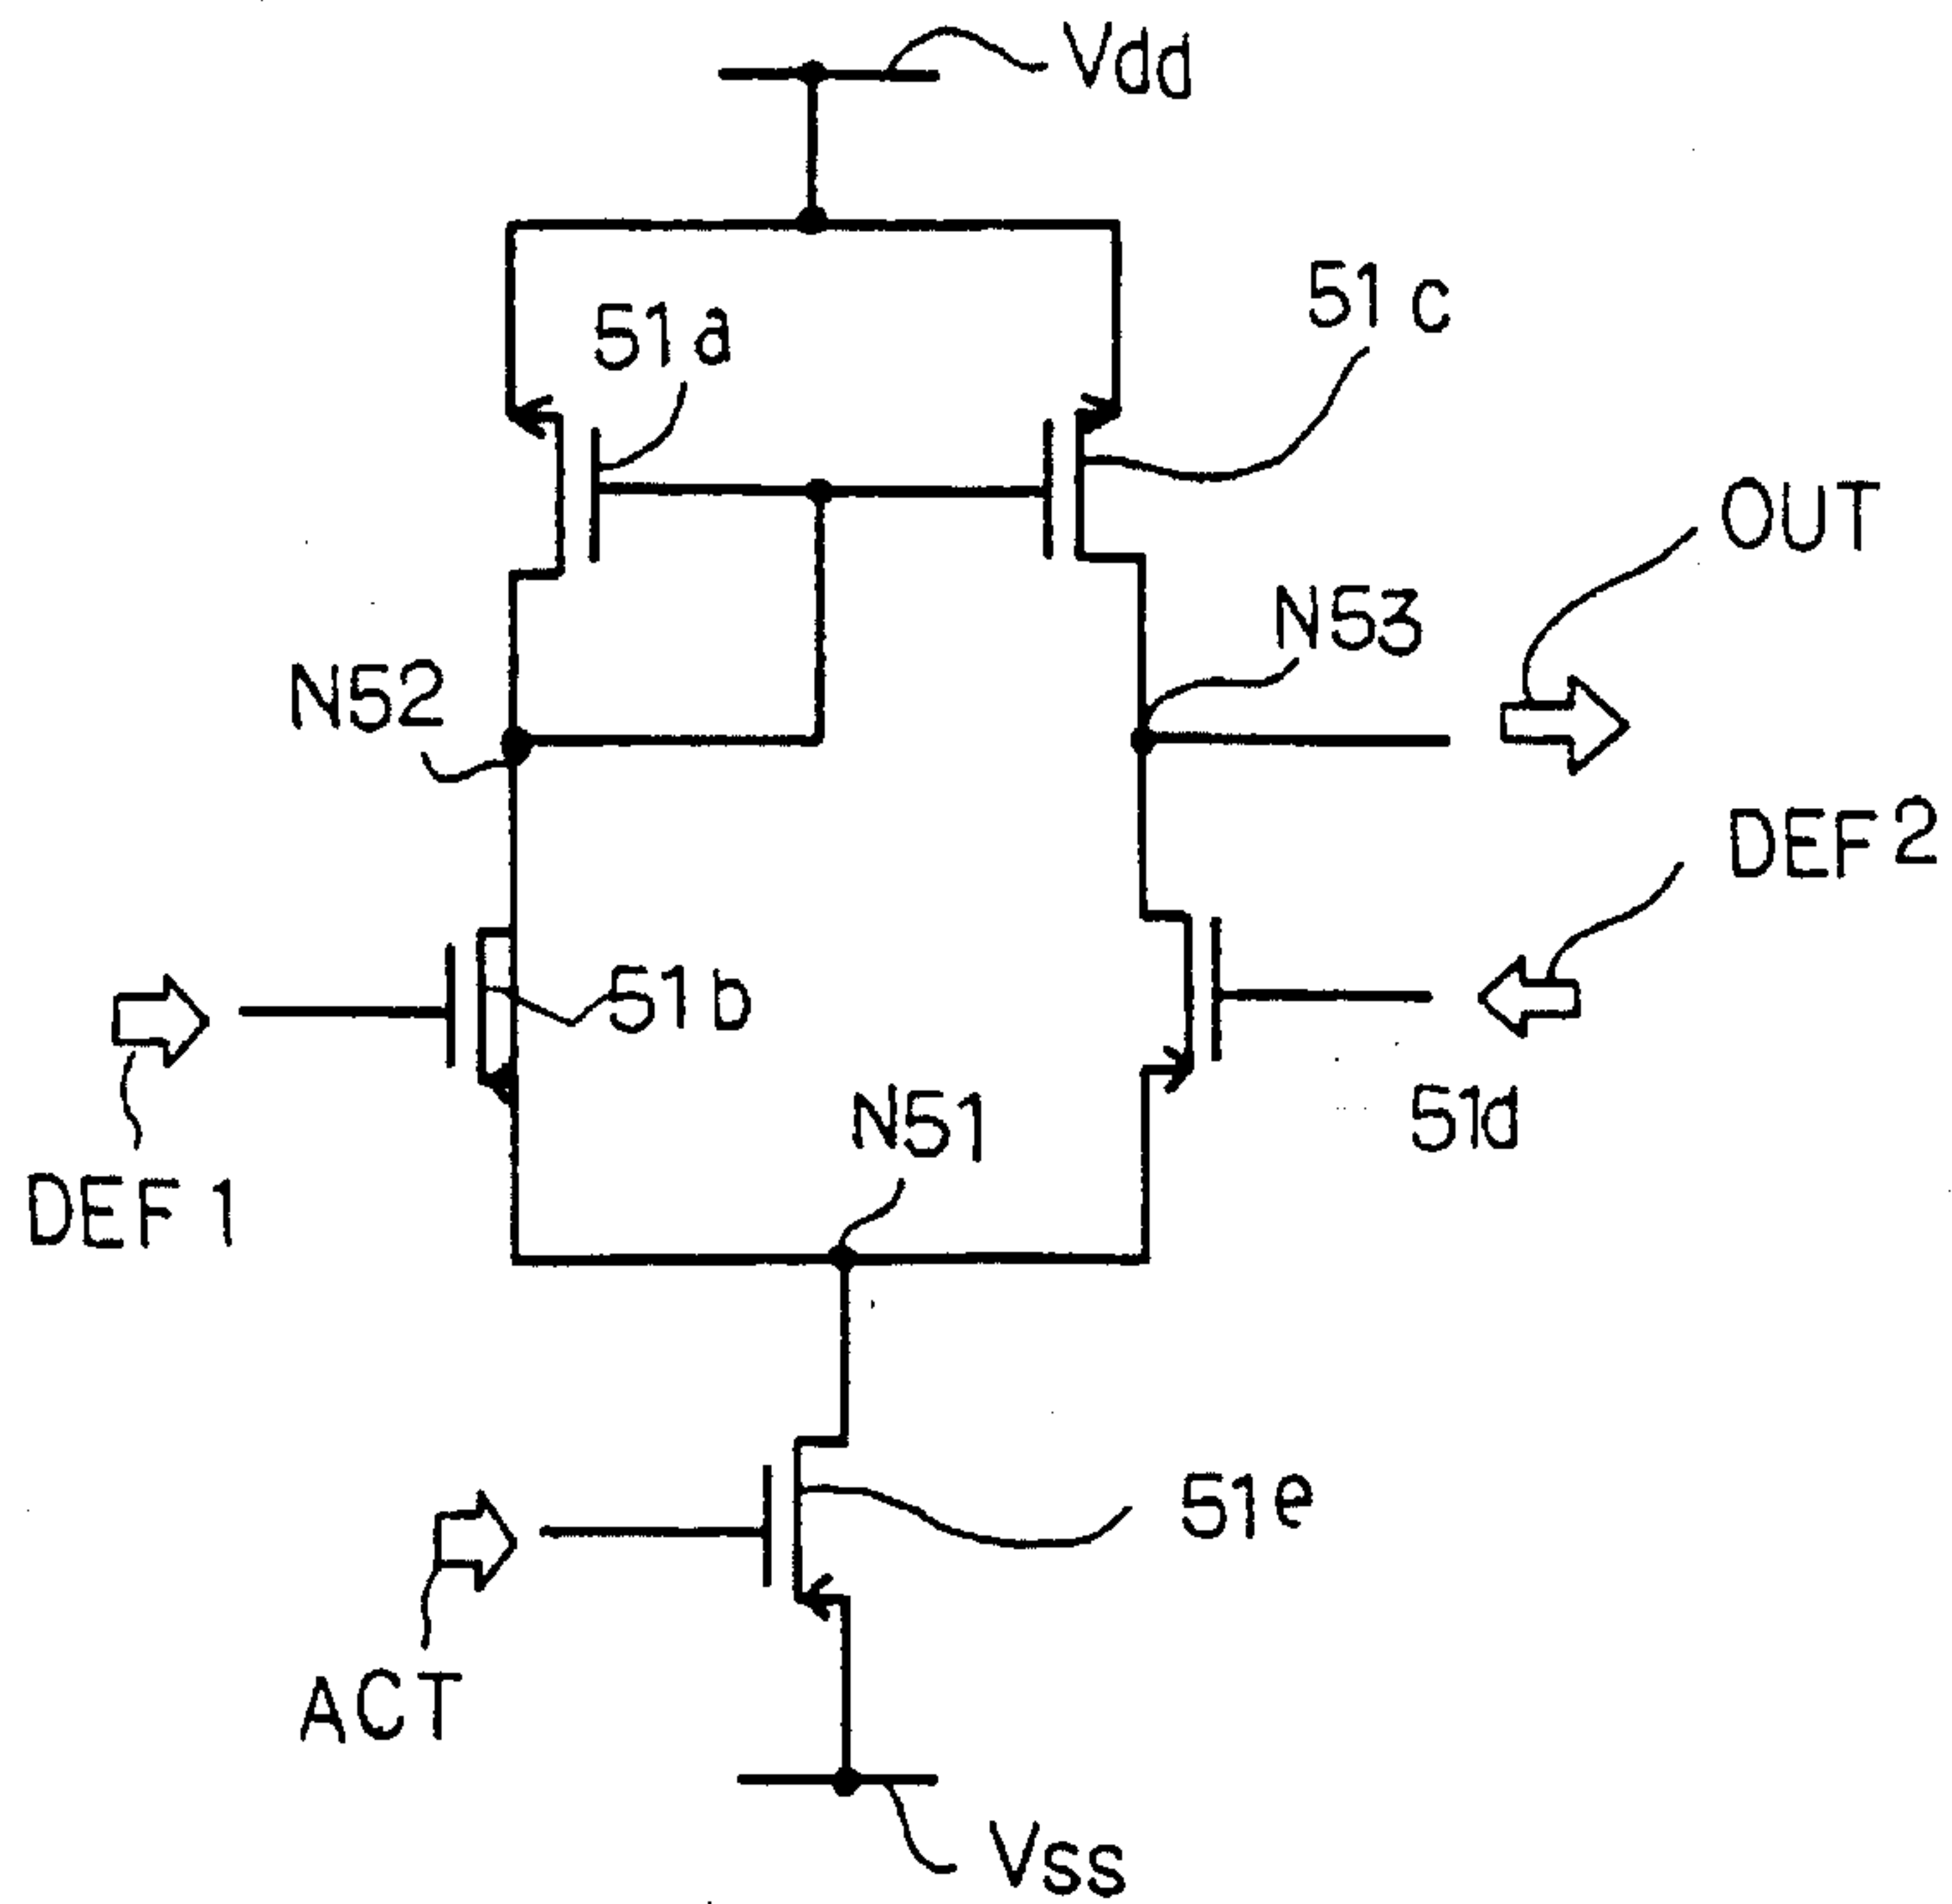 Vdd
51a
51c
OUT
N53
N52
DEF2
51b
N51
51d
DEF1
51e
ACT
Vss